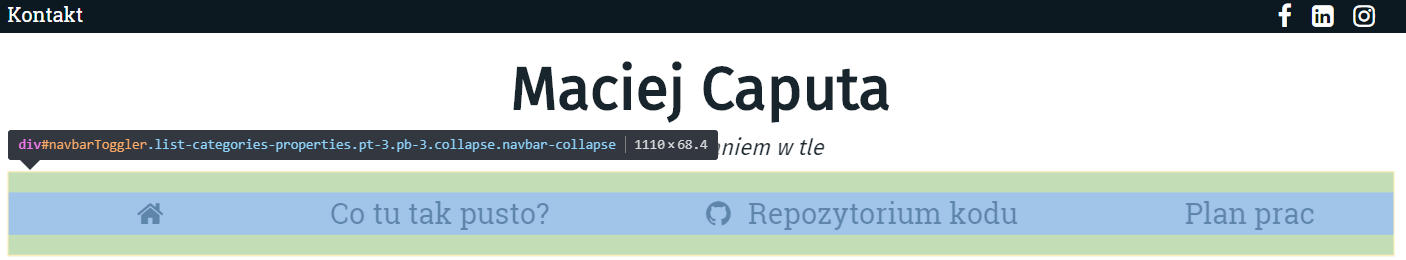 Kontakt
Maciej Caputa
div#navbarToggler.list-categories-properties.pt-3.pb-3.collapse.navbar-collapse 1110×68.4
w tle
Co tu tak pusto? Repozytorium kodu Plan prac